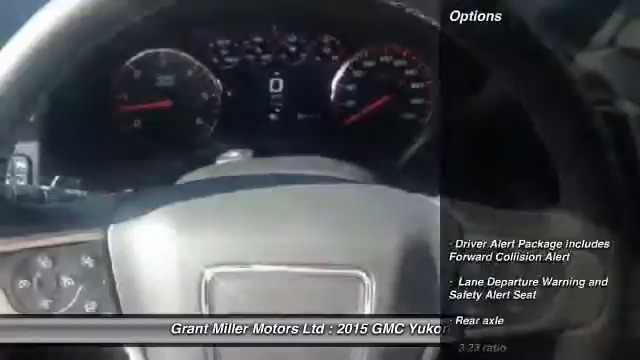 Options
0
· Driver Alert Package includes
Forward Collision Alert
· Lane Departure Warning and
Safety Alert Seat
· Rear axle
3.23 ratio
Grant Miller Motors Ltd : 2015 GMC Yukon